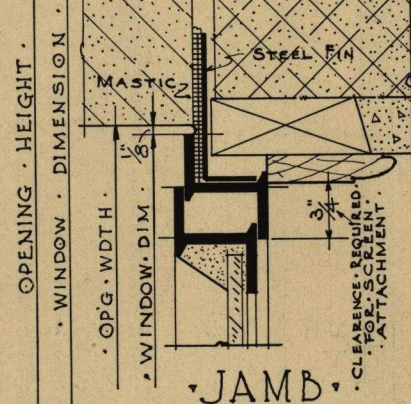 OPENING · HEIGHT ·
· WINDOW · DIMENSION ·
· OP'G · WDTH ·
· WINDOW · DIM ·
MASTIC
STEEL FIN
1/8"
3/4"
· CLEARENCE · REQUIRED ·
· FOR · SCREEN ·
· ATTACHMENT ·
· JAMB ·